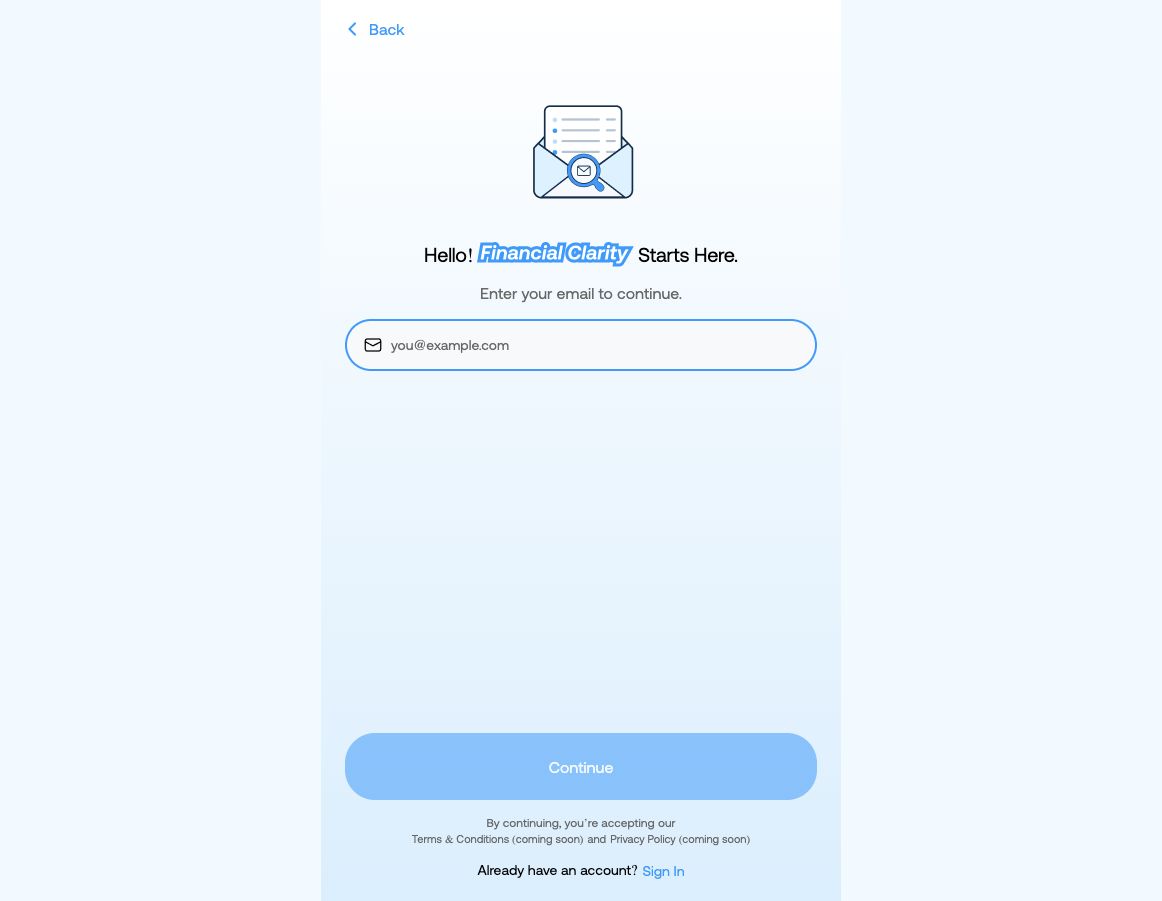 Back
Hello! Financial Clarity Starts Here.
Enter your email to continue.
you@example.com
Continue
By continuing, you're accepting our
Terms & Conditions (coming soon) and Privacy Policy (coming soon)
Already have an account? Sign In